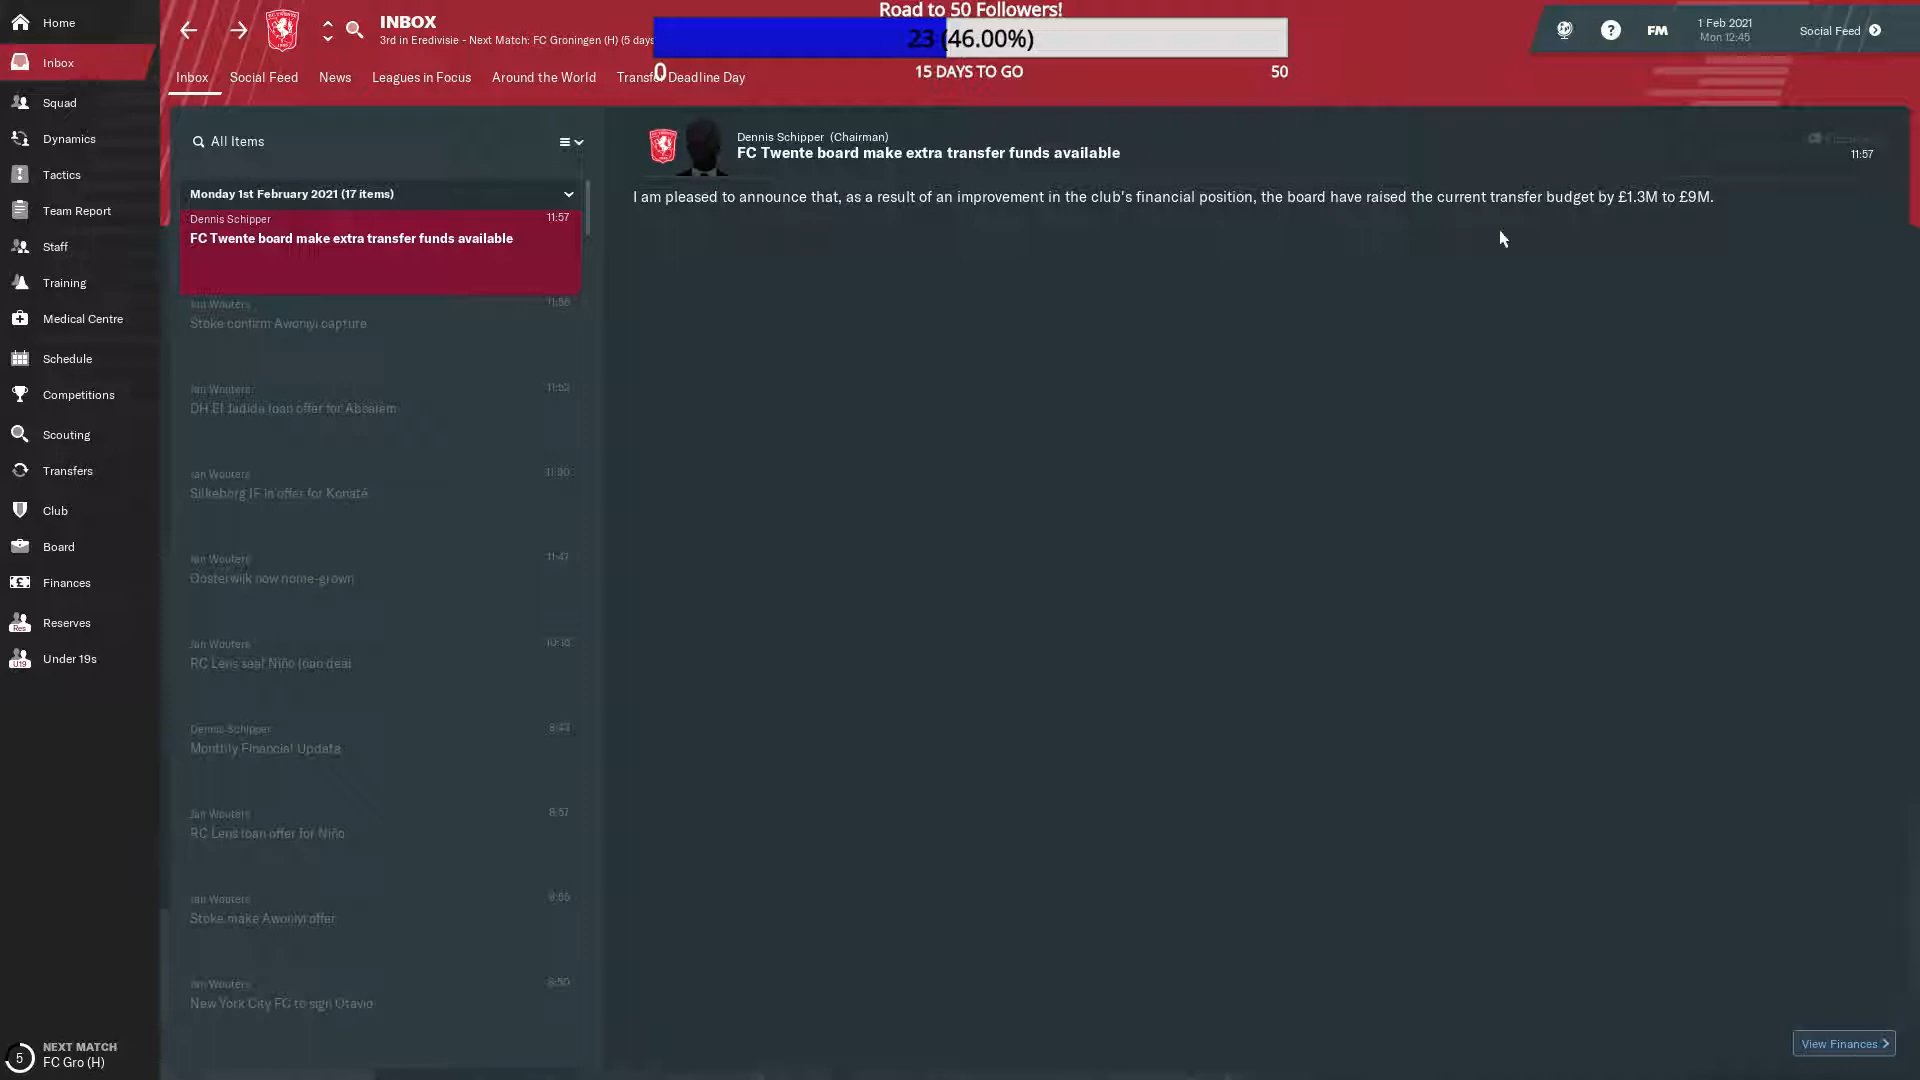 Home
Inbox
Squad
Dynamics
Tactics
Team Report
Staff
Training
Medical Centre
Schedule
Competitions
Scouting
Transfers
Club
Board
Finances
Reserves
Under 19s
NEXT MATCH
5
FC Gro (H)
INBOX
3rd in Eredivisie - Next Match: FC Groningen (H) (5 days
Road to 50 Followers!
23 (46.00%)
0
15 DAYS TO GO
50
FM
1 Feb 2021
Mon 12:45
Social Feed
Inbox
Social Feed
News
Leagues in Focus
Around the World
Transfer Deadline Day
All Items
Monday 1st February 2021 (17 items)
Dennis Schipper
11:57
FC Twente board make extra transfer funds available
Jan Wouters
Stoke confirm Awoniyi capture
Jan Wouters
DH El Jadida loan offer for Absalem
Jan Wouters
Silkeborg IF in offer for Konaté
Jan Wouters
11:47
Oosterwijk now home-grown
Jan Wouters
RC Lens seal Niño loan deal
Dennis Schipper
Monthly Financial Update
Jan Wouters
8:57
RC Lens loan offer for Niño
Jan Wouters
Stoke make Awoniyi offer
Jan Wouters
New York City FC to sign Otavio
Dennis Schipper (Chairman)
FC Twente board make extra transfer funds available
11:57
I am pleased to announce that, as a result of an improvement in the club's financial position, the board have raised the current transfer budget by £1.3M to £9M.
View Finances